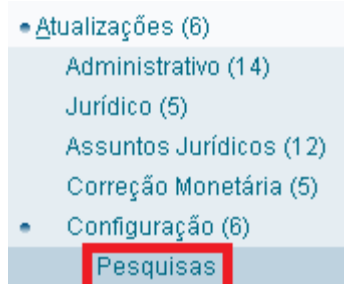 Atualizações (6)
Administrativo (14)
Jurídico (5)
Assuntos Jurídicos (12)
Correção Monetária (5)
Configuração (6)
Pesquisas